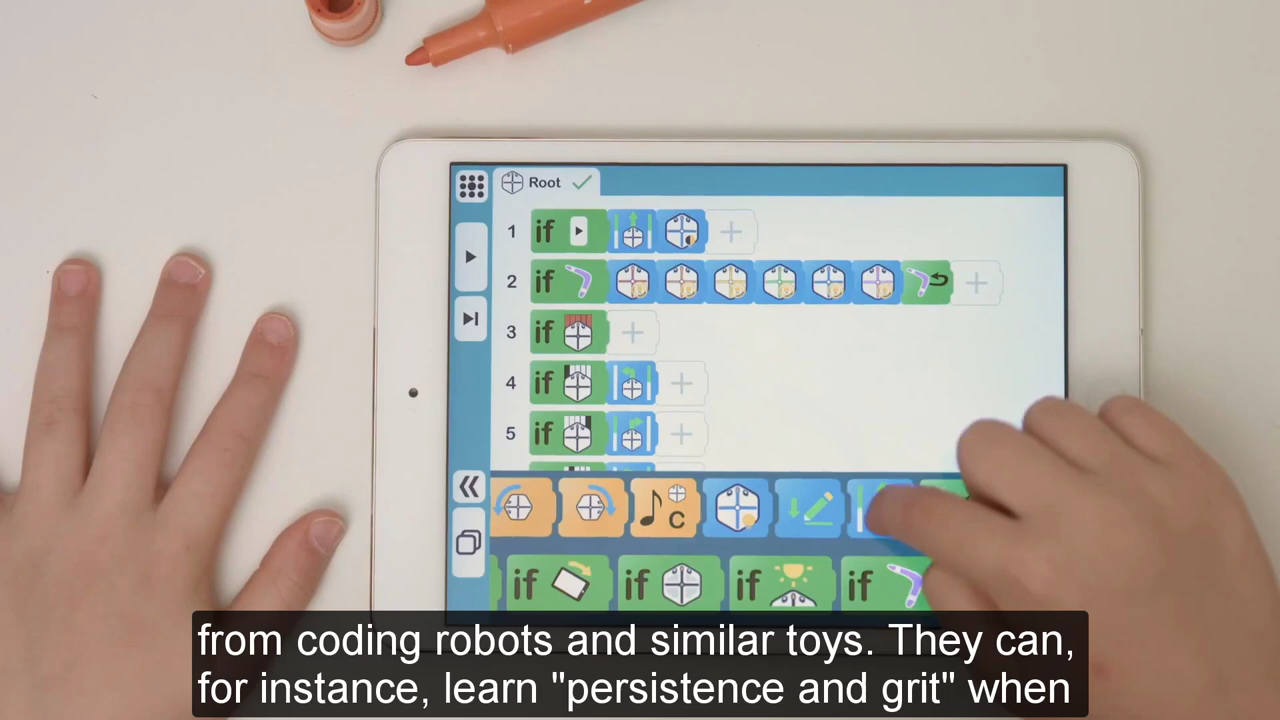 Root
1 if
2 if
3 if
4 if
5 if
C
if if if if
from coding robots and similar toys. They can,
for instance, learn "persistence and grit" when